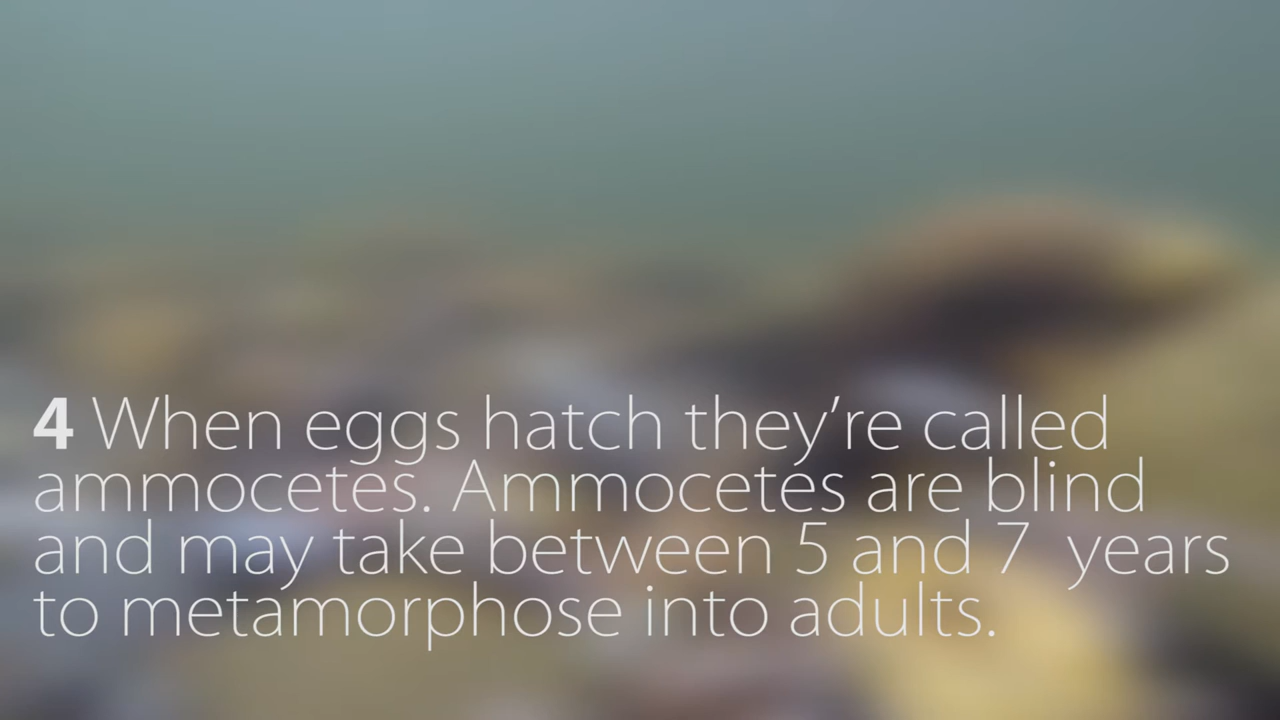 4 When eggs hatch they’re called
ammocetes. Ammocetes are blind
and may take between 5 and 7 years
to metamorphose into adults.